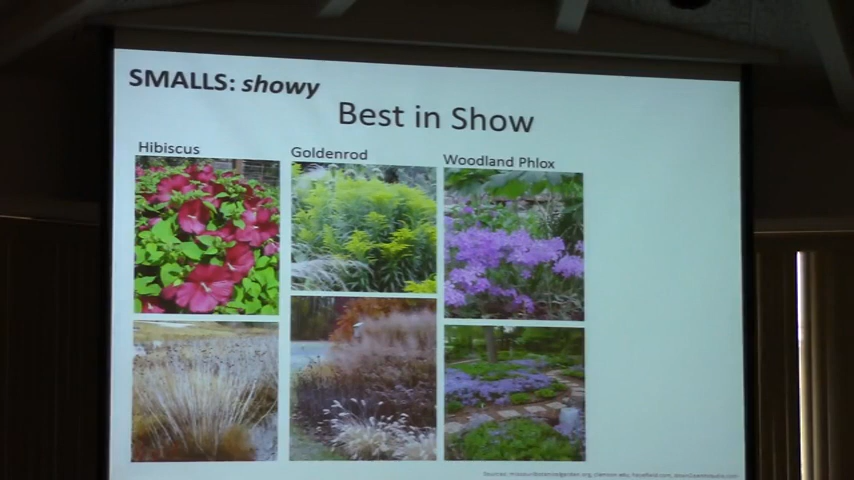 SMALLS: showy
Best in Show
Hibiscus
Goldenrod
Woodland Phlox